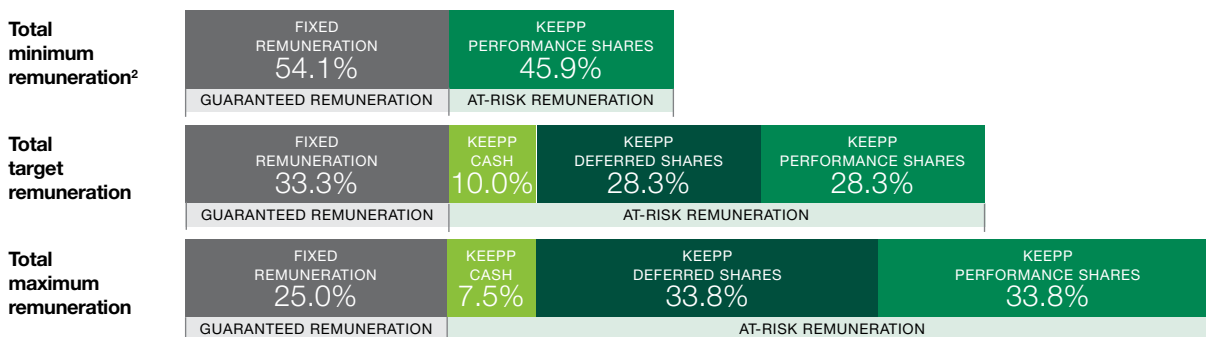 Total
minimum
remuneration²
FIXED
REMUNERATION
54.1%
KEEPP
PERFORMANCE SHARES
45.9%
GUARANTEED REMUNERATION
AT-RISK REMUNERATION
Total
target
remuneration
FIXED
REMUNERATION
33.3%
KEEPP
CASH
10.0%
KEEPP
DEFERRED SHARES
28.3%
KEEPP
PERFORMANCE SHARES
28.3%
GUARANTEED REMUNERATION
AT-RISK REMUNERATION
Total
maximum
remuneration
FIXED
REMUNERATION
25.0%
KEEPP
CASH
7.5%
KEEPP
DEFERRED SHARES
33.8%
KEEPP
PERFORMANCE SHARES
33.8%
GUARANTEED REMUNERATION
AT-RISK REMUNERATION